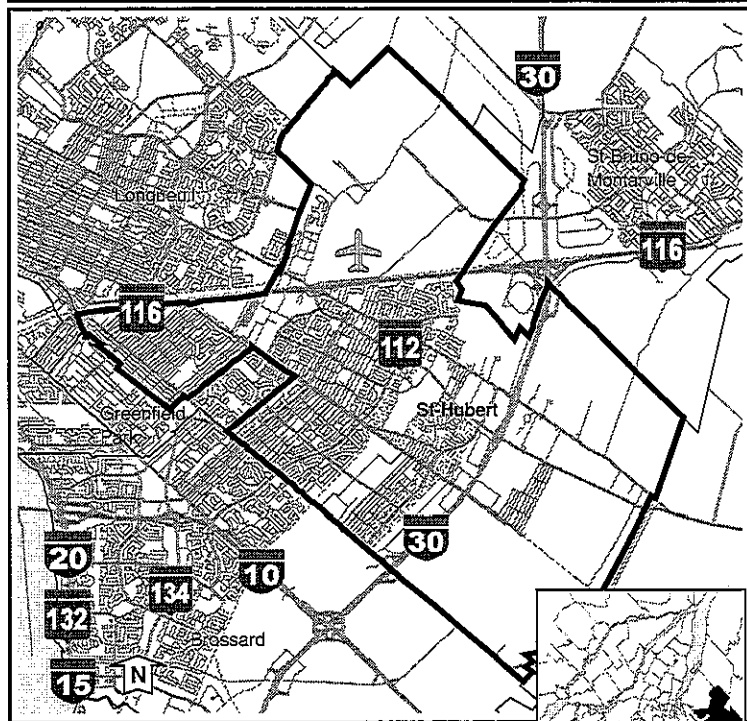 30
St-Bruno-de-
Montarville
Longueuil
116
116
112
Greenfield
Park
St-Hubert
20
30
10
132
134
Brossard
15
N